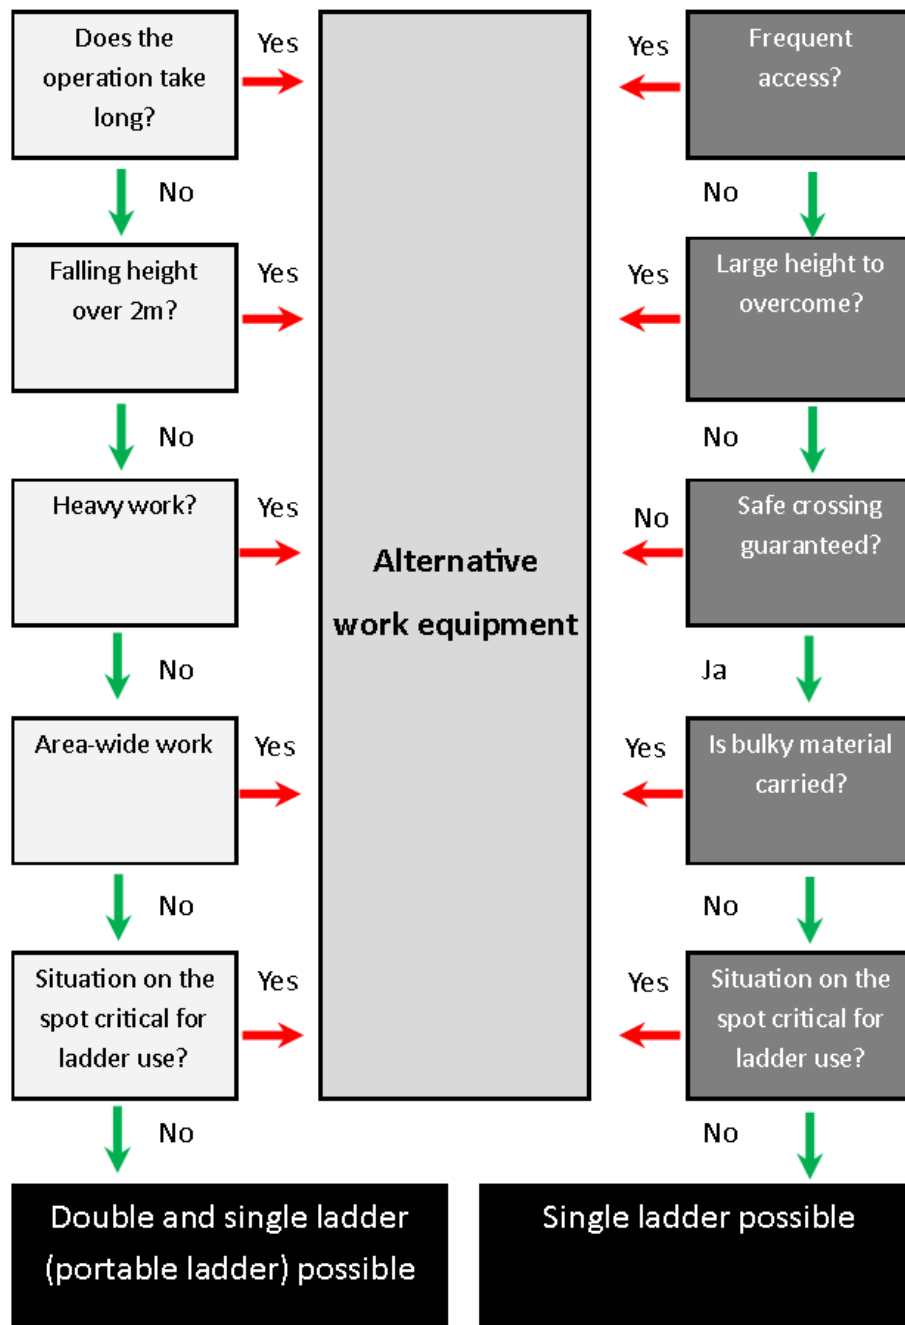 Does the
operation take
long?
Yes
No
Falling height
over 2m?
Yes
No
Heavy work?
Yes
No
Area-wide work
Yes
No
Situation on the
spot critical for
ladder use?
Yes
No
Double and single ladder
(portable ladder) possible
Alternative
work equipment
Frequent
access?
Yes
No
Large height to
overcome?
Yes
No
Safe crossing
guaranteed?
No
Ja
Is bulky material
carried?
Yes
No
Situation on the
spot critical for
ladder use?
Yes
No
Single ladder possible